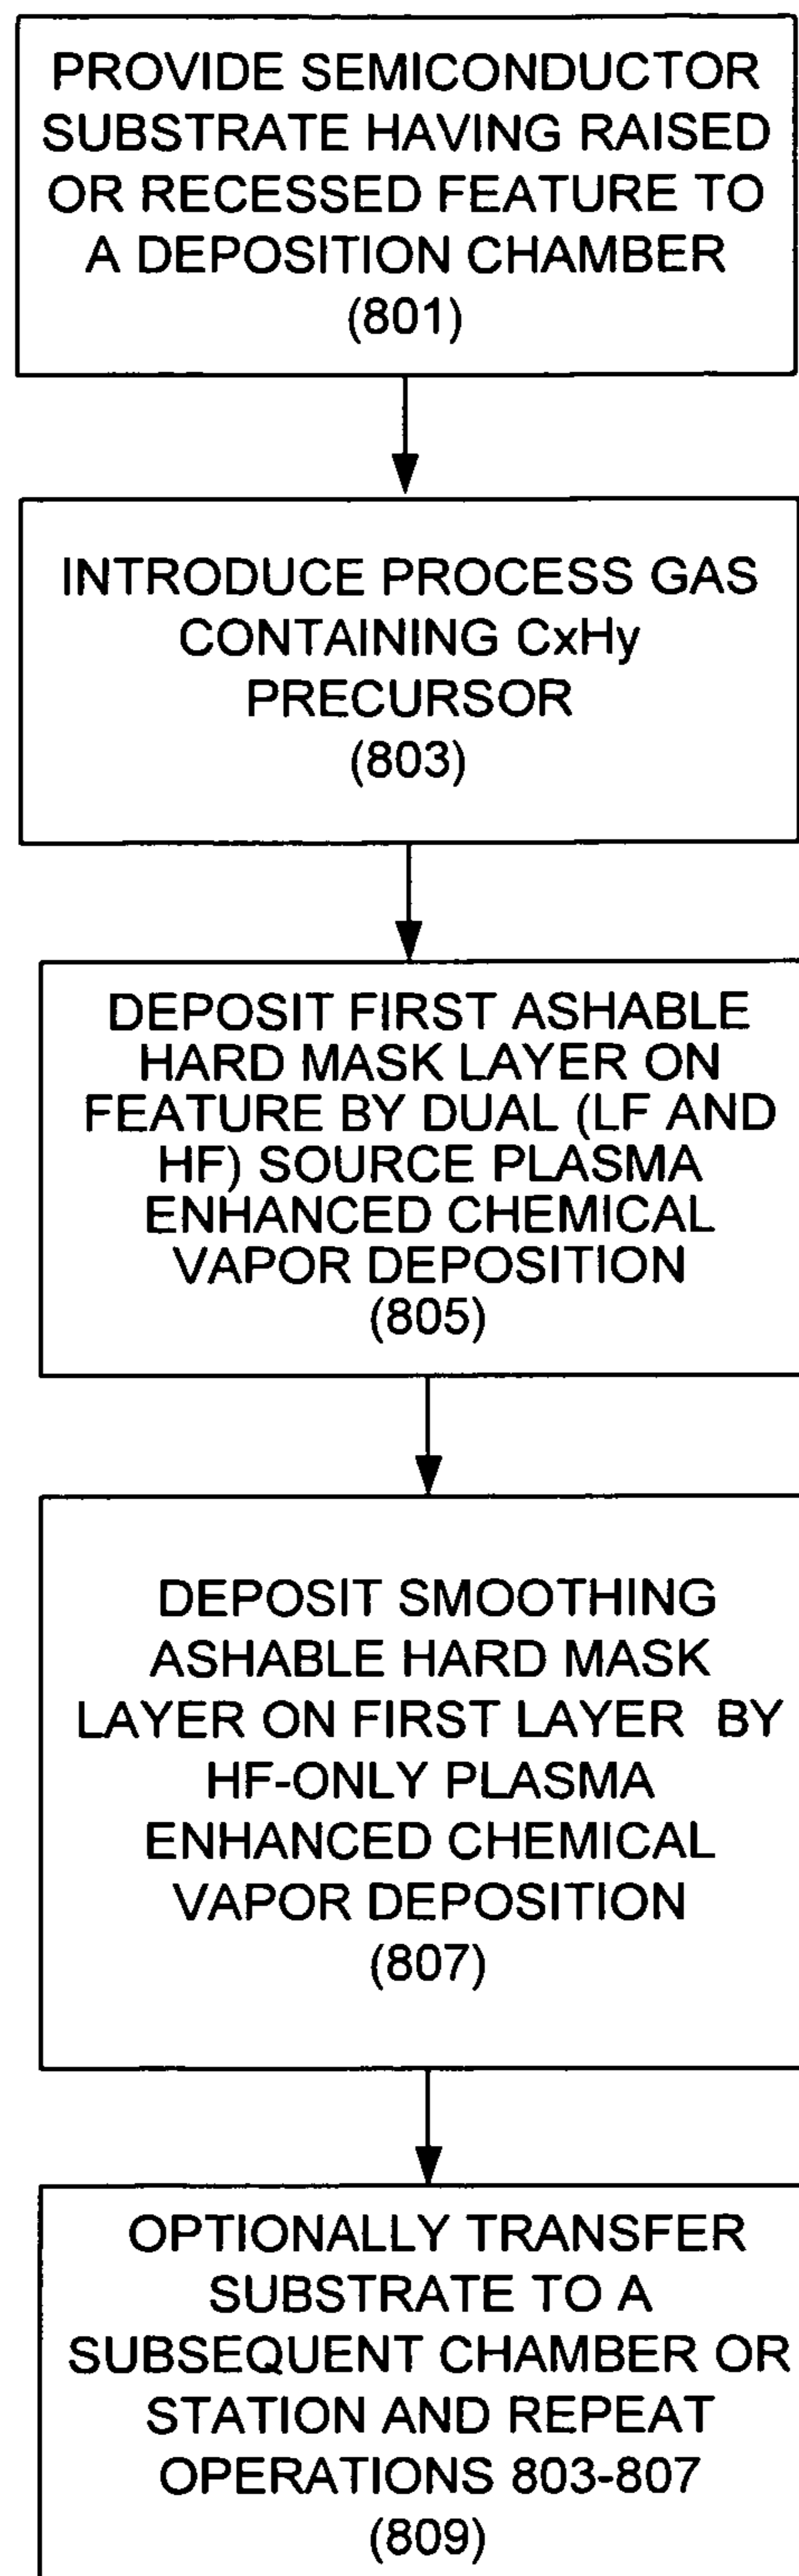 PROVIDE SEMICONDUCTOR
SUBSTRATE HAVING RAISED
OR RECESSED FEATURE TO
A DEPOSITION CHAMBER
(801)
INTRODUCE PROCESS GAS
CONTAINING CxHy
PRECURSOR
(803)
DEPOSIT FIRST ASHABLE
HARD MASK LAYER ON
FEATURE BY DUAL (LF AND
HF) SOURCE PLASMA
ENHANCED CHEMICAL
VAPOR DEPOSITION
(805)
DEPOSIT SMOOTHING
ASHABLE HARD MASK
LAYER ON FIRST LAYER BY
HF-ONLY PLASMA
ENHANCED CHEMICAL
VAPOR DEPOSITION
(807)
OPTIONALLY TRANSFER
SUBSTRATE TO A
SUBSEQUENT CHAMBER OR
STATION AND REPEAT
OPERATIONS 803-807
(809)